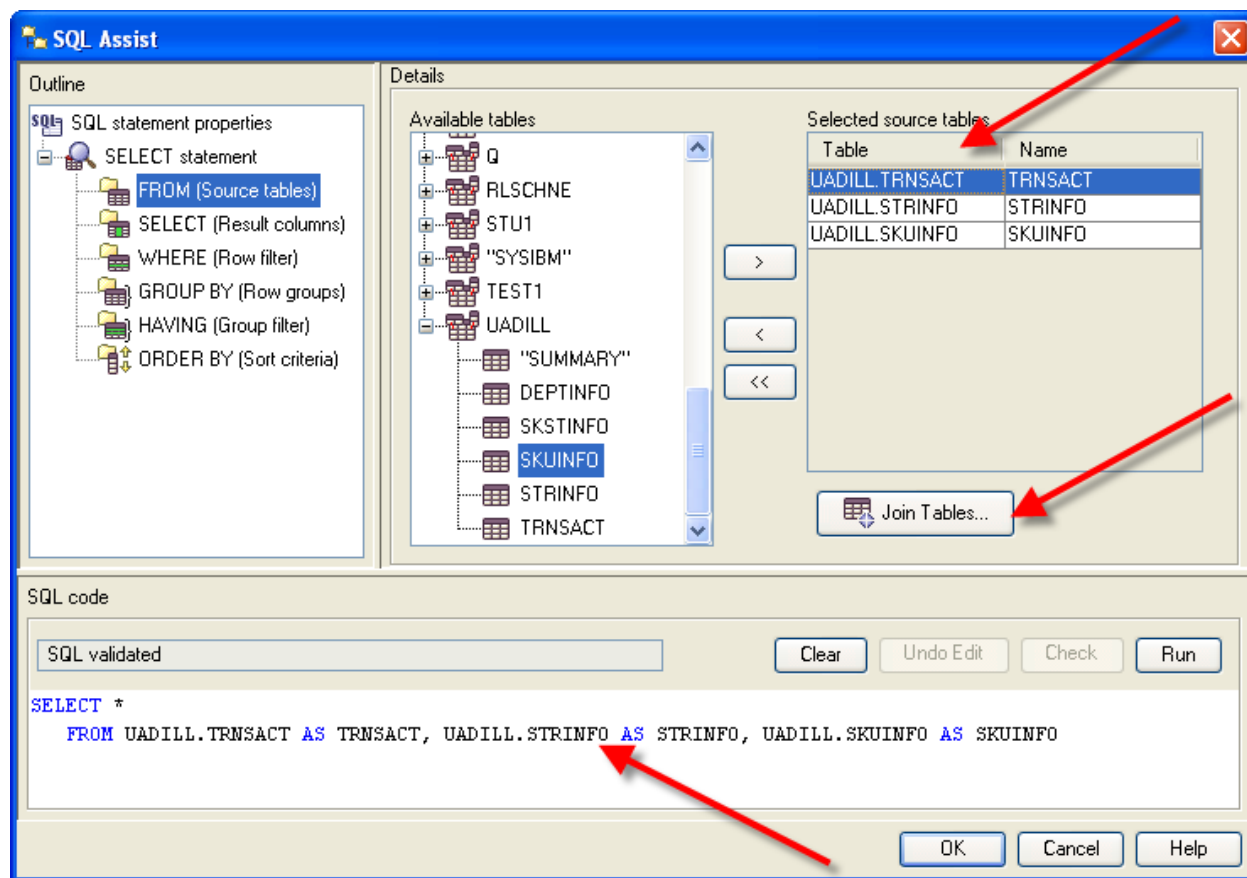 SQL Assist
Outline
SQL SQL statement properties
SELECT statement
FROM (Source tables)
SELECT (Result columns)
WHERE (Row filter)
GROUP BY (Row groups)
HAVING (Group filter)
ORDER BY (Sort criteria)
Details
Available tables
Q
RLSCHNE
STU1
"SYSIBM"
TEST1
UADILL
"SUMMARY"
DEPTINFO
SKSTINFO
SKUINFO
STRINFO
TRNSACT
>
<
<<
Selected source tables
Table Name
UADILL.TRNSACT TRNSACT
UADILL.STRINFO STRINFO
UADILL.SKUINFO SKUINFO
Join Tables...
SQL code
SQL validated
Clear Undo Edit Check Run
SELECT *
FROM UADILL.TRNSACT AS TRNSACT, UADILL.STRINFO AS STRINFO, UADILL.SKUINFO AS SKUINFO
OK Cancel Help